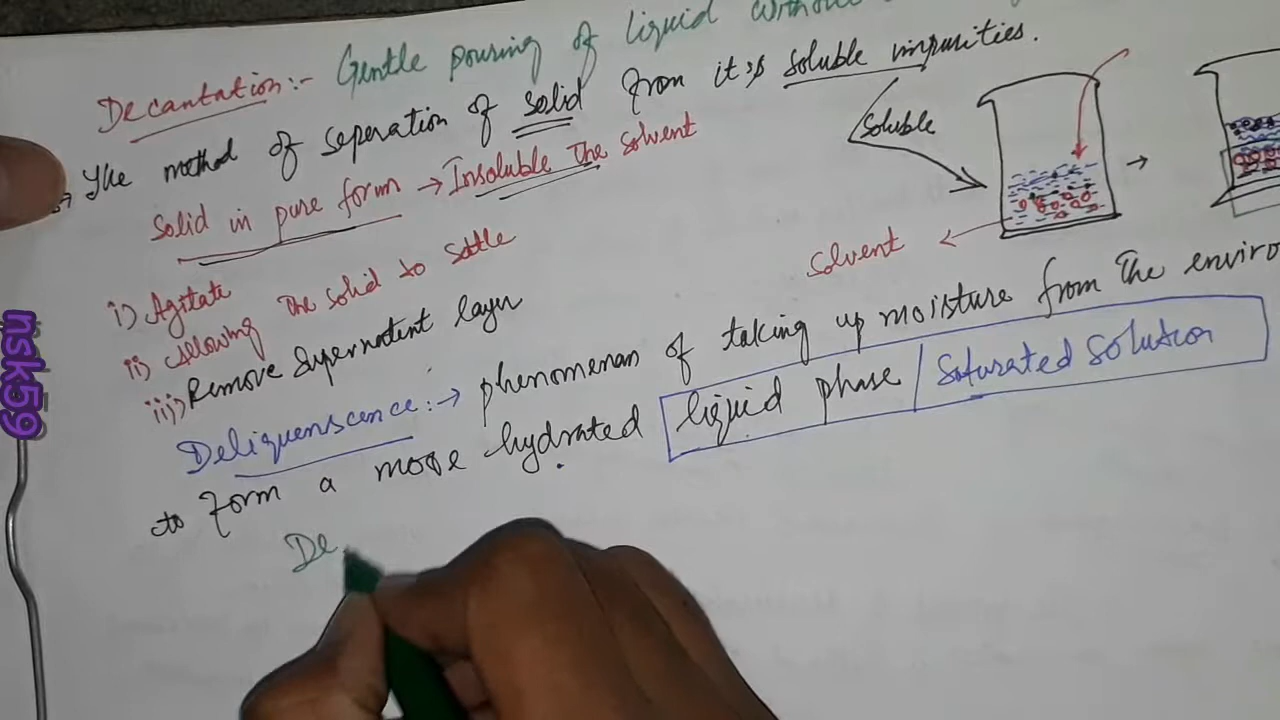 Decantation:- Gentle pouring of liquid without
The method of seperation of solid from it's soluble impurities.
Solid in pure form → Insoluble The solvent
Soluble
solvent
i) Agitate
ii) Allowing The solid to settle
iii) Remove Supernatent layer
Deliquenscence:→ phenomenan of taking up moisture from The enviro
to form a more hydrated liquid phase | Saturated solution
De
nsk59